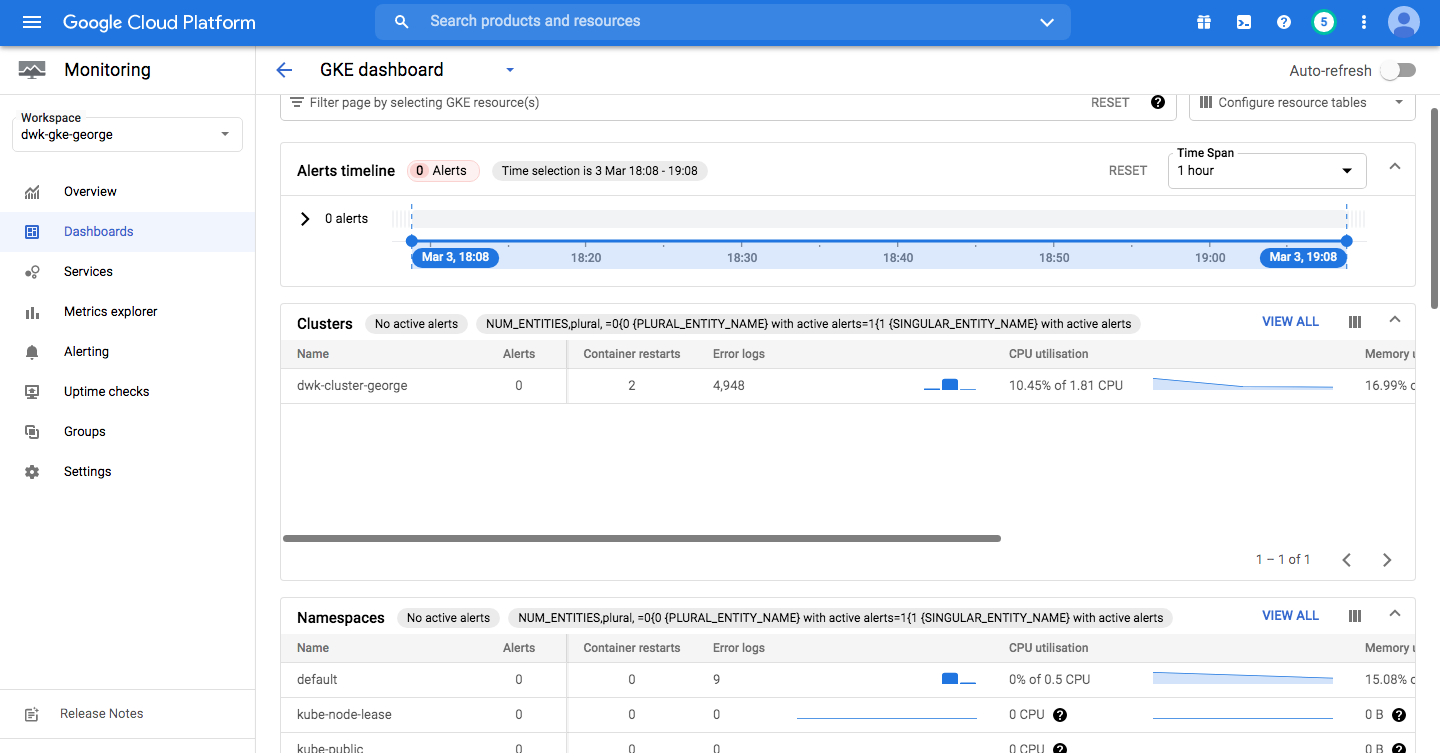 Google Cloud Platform
Search products and resources
5
Monitoring
GKE dashboard
Auto-refresh
Workspace
dwk-gke-george
Overview
Dashboards
Services
Metrics explorer
Alerting
Uptime checks
Groups
Settings
Release Notes
Filter page by selecting GKE resource(s)
RESET
Configure resource tables
Alerts timeline
0 Alerts
Time selection is 3 Mar 18:08 - 19:08
RESET
Time Span
1 hour
0 alerts
Mar 3, 18:08 18:20 18:30 18:40 18:50 19:00 Mar 3, 19:08
Clusters No active alerts NUM_ENTITIES,plural, =0{0 {PLURAL_ENTITY_NAME} with active alerts=1{1 {SINGULAR_ENTITY_NAME} with active alerts VIEW ALL
Name Alerts Container restarts Error logs CPU utilisation Memory u
dwk-cluster-george 0 2 4,948 10.45% of 1.81 CPU 16.99% o
1 – 1 of 1
Namespaces No active alerts NUM_ENTITIES,plural, =0{0 {PLURAL_ENTITY_NAME} with active alerts=1{1 {SINGULAR_ENTITY_NAME} with active alerts VIEW ALL
Name Alerts Container restarts Error logs CPU utilisation Memory u
default 0 0 9 0% of 0.5 CPU 15.08% o
kube-node-lease 0 0 0 0 CPU ? 0 B ?
kube-public 0 0 0 0 CPU ? 0 B ?